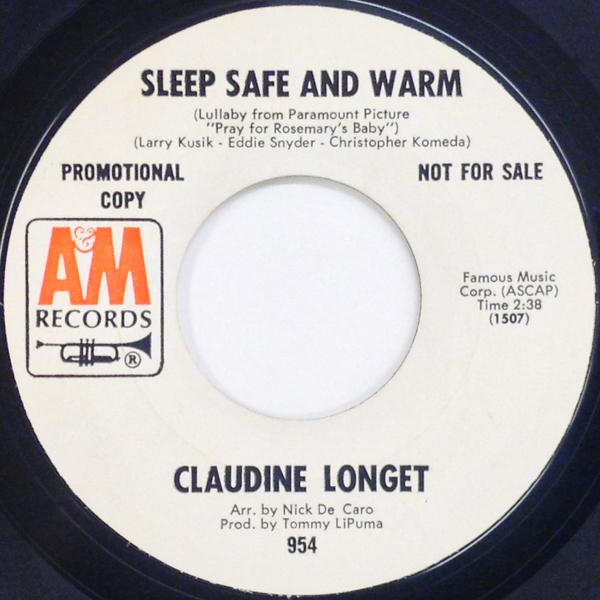 SLEEP SAFE AND WARM
(Lullaby from Paramount Picture
"Pray for Rosemary's Baby")
(Larry Kusik - Eddie Snyder - Christopher Komeda)
PROMOTIONAL
COPY
NOT FOR SALE
A&M
RECORDS
®
Famous Music
Corp. (ASCAP)
Time 2:38
(1507)
CLAUDINE LONGET
Arr. by Nick De Caro
Prod. by Tommy LiPuma
954